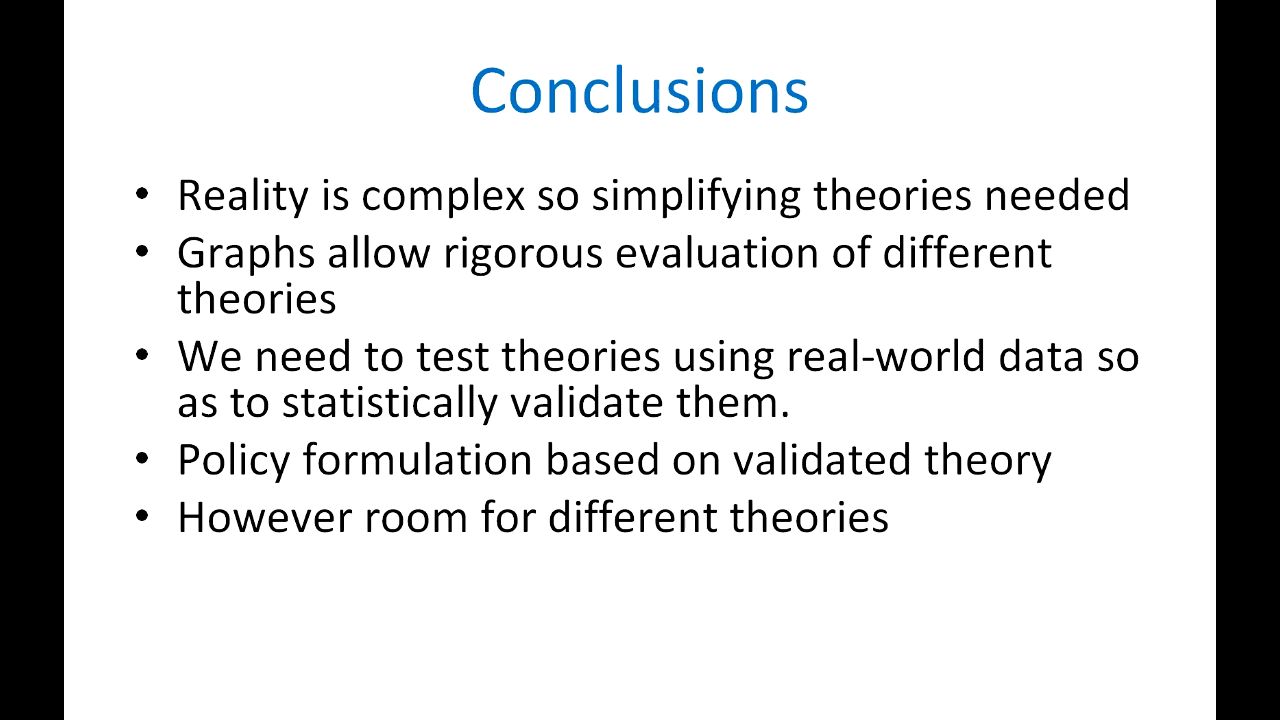 Conclusions
• Reality is complex so simplifying theories needed
• Graphs allow rigorous evaluation of different
theories
• We need to test theories using real-world data so
as to statistically validate them.
• Policy formulation based on validated theory
• However room for different theories